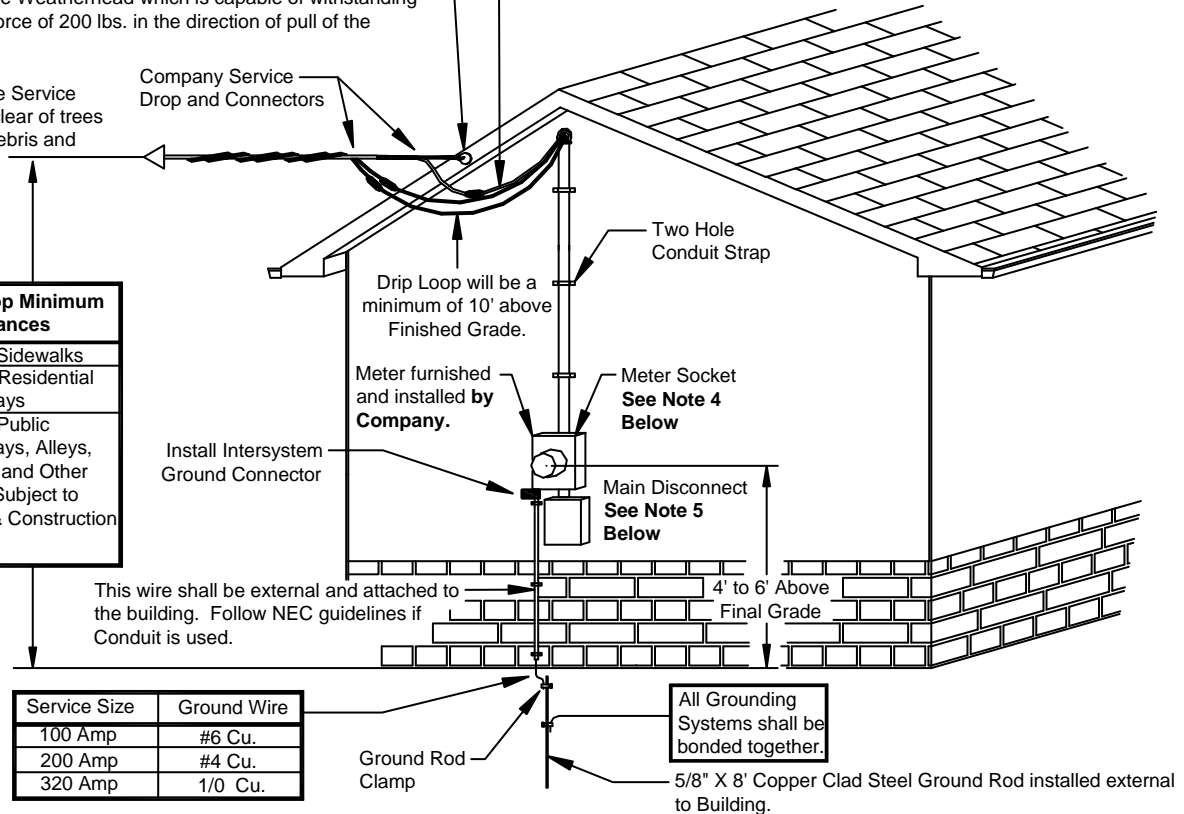 Weatherhead which is capable of withstanding
force of 200 lbs. in the direction of pull of the
Company Service
Drop and Connectors
Service
clear of trees
debris and
Two Hole
Conduit Strap
Drip Loop will be a
minimum of 10' above
Finished Grade.
Minimum
Sidewalks
Residential
Public
Alleys,
and Other
Subject to
Construction
Meter furnished
and installed by
Company.
Meter Socket
See Note 4
Below
Install Intersystem
Ground Connector
Main Disconnect
See Note 5
Below
This wire shall be external and attached to
the building. Follow NEC guidelines if
Conduit is used.
4' to 6' Above
Final Grade
Service Size Ground Wire
100 Amp #6 Cu.
200 Amp #4 Cu.
320 Amp 1/0 Cu.
Ground Rod
Clamp
All Grounding
Systems shall be
bonded together.
5/8" X 8' Copper Clad Steel Ground Rod installed external
to Building.